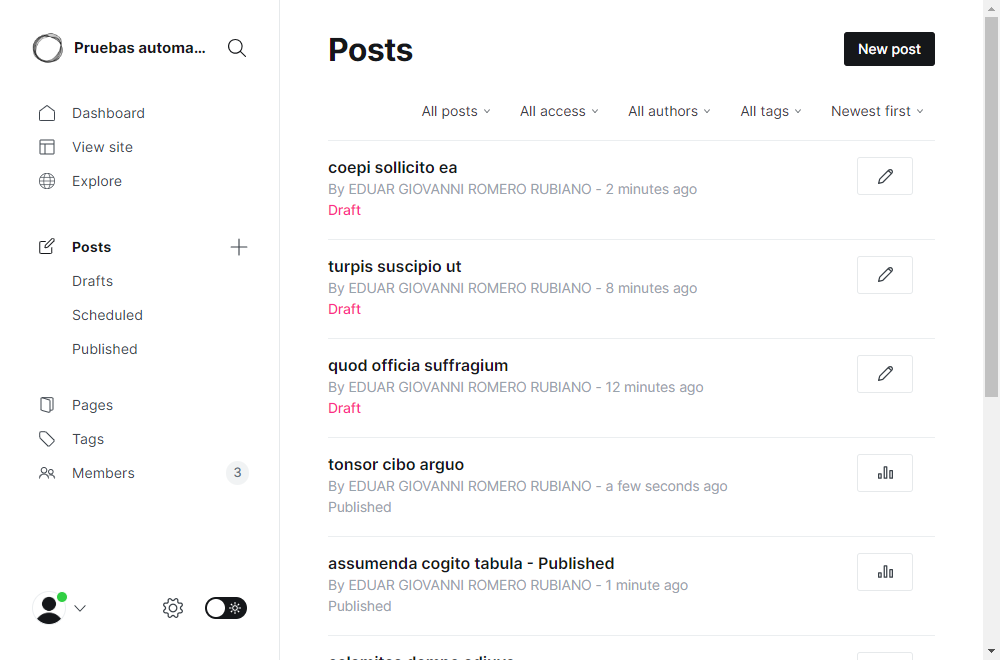 Pruebas automa...
Dashboard
View site
Explore
Posts
Drafts
Scheduled
Published
Pages
Tags
Members
3
Posts
New post
All posts
All access
All authors
All tags
Newest first
coepi sollicito ea
By EDUAR GIOVANNI ROMERO RUBIANO - 2 minutes ago
Draft
turpis suscipio ut
By EDUAR GIOVANNI ROMERO RUBIANO - 8 minutes ago
Draft
quod officia suffragium
By EDUAR GIOVANNI ROMERO RUBIANO - 12 minutes ago
Draft
tonsor cibo arguo
By EDUAR GIOVANNI ROMERO RUBIANO - a few seconds ago
Published
assumenda cogito tabula - Published
By EDUAR GIOVANNI ROMERO RUBIANO - 1 minute ago
Published